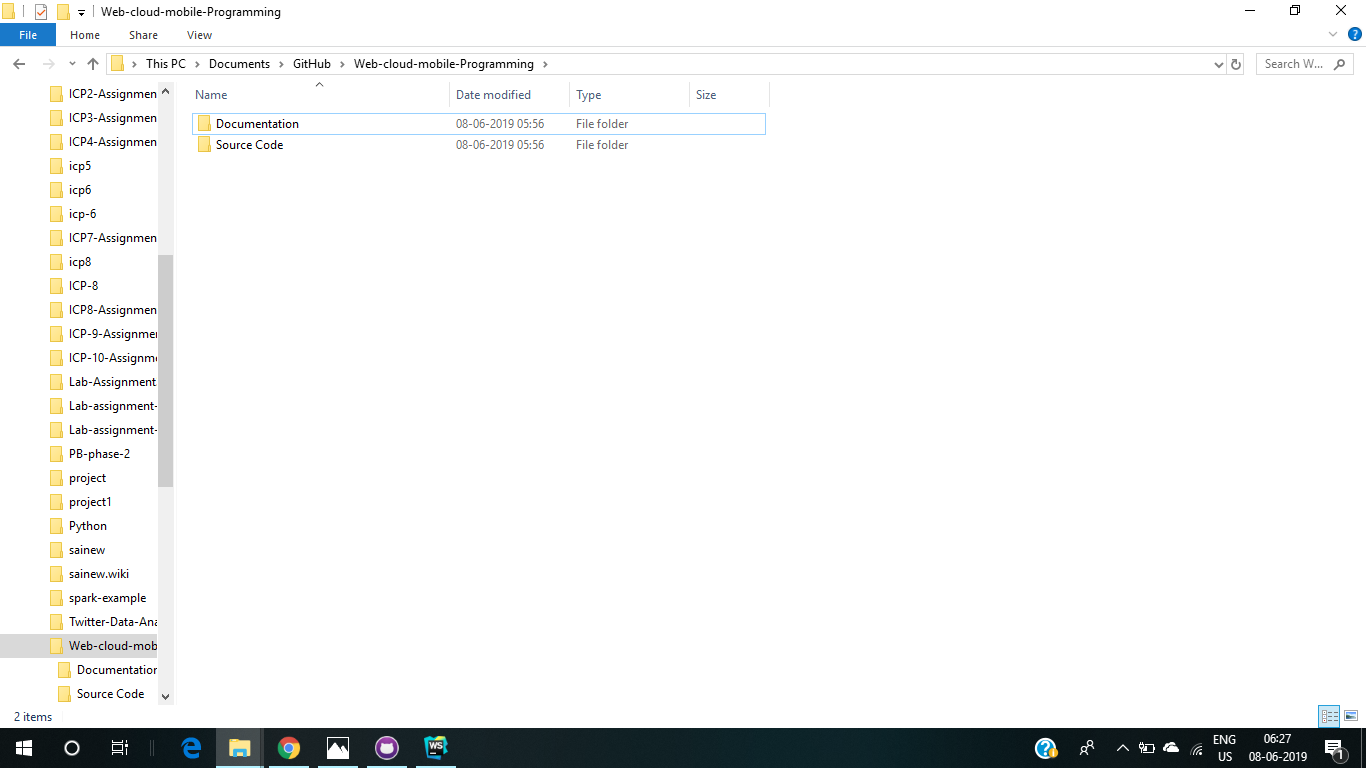 Web-cloud-mobile-Programming
File Home Share View
This PC Documents GitHub Web-cloud-mobile-Programming Search W...
Name Date modified Type Size
Documentation 08-06-2019 05:56 File folder
Source Code 08-06-2019 05:56 File folder
ICP2-Assignmen
ICP3-Assignmen
ICP4-Assignmen
icp5
icp6
icp-6
ICP7-Assignmen
icp8
ICP-8
ICP8-Assignmen
ICP-9-Assignmen
ICP-10-Assignme
Lab-Assignment
Lab-assignment-
Lab-assignment-
PB-phase-2
project
project1
Python
sainew
sainew.wiki
spark-example
Twitter-Data-Ana
Web-cloud-mob
Documentation
Source Code
2 items
WS
ENG 06:27
US 08-06-2019 1